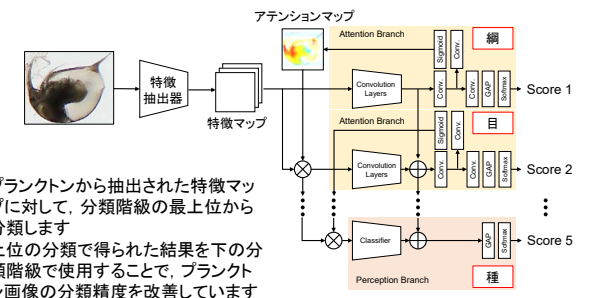 アテンションマップ
Attention Branch
綱
Sigmoid
Conv.
特徴
抽出器
特徴マップ
Convolution
Layers
Conv.
Conv.
GAP
Softmax
Score 1
Attention Branch
目
Sigmoid
Conv.
Convolution
Layers
Conv.
Conv.
GAP
Softmax
Score 2
プランクトンから抽出された特徴マッ
プに対して，分類階級の最上位から
分類します
上位の分類で得られた結果を下の分
類階級で使用することで，プランクト
ン画像の分類精度を改善しています
Classifier
GAP
Softmax
Score 5
Perception Branch
種